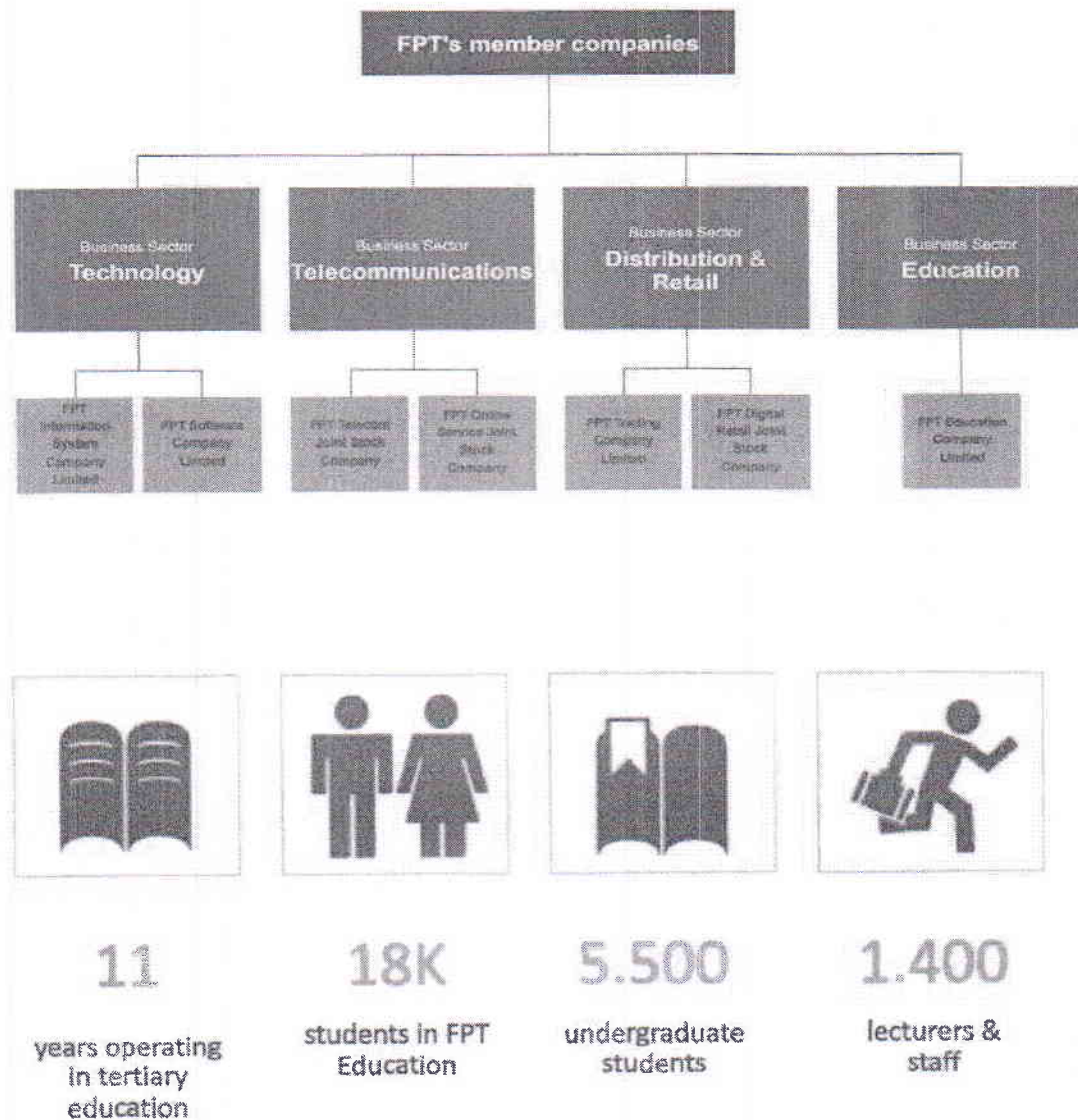 FPT's member companies
Business Sector
Technology
Business Sector
Telecommunications
Business Sector
Distribution &
Retail
Business Sector
Education
FPT
Information
System
Company
Limited
FPT Software
Company
Limited
FPT Telecom
Joint Stock
Company
FPT Online
Service Joint
Stock
Company
FPT Trading
Company
Limited
FPT Digital
Retail Joint
Stock
Company
FPT Education
Company
Limited
11
years operating
in tertiary
education
18K
students in FPT
Education
5.500
undergraduate
students
1.400
lecturers &
staff